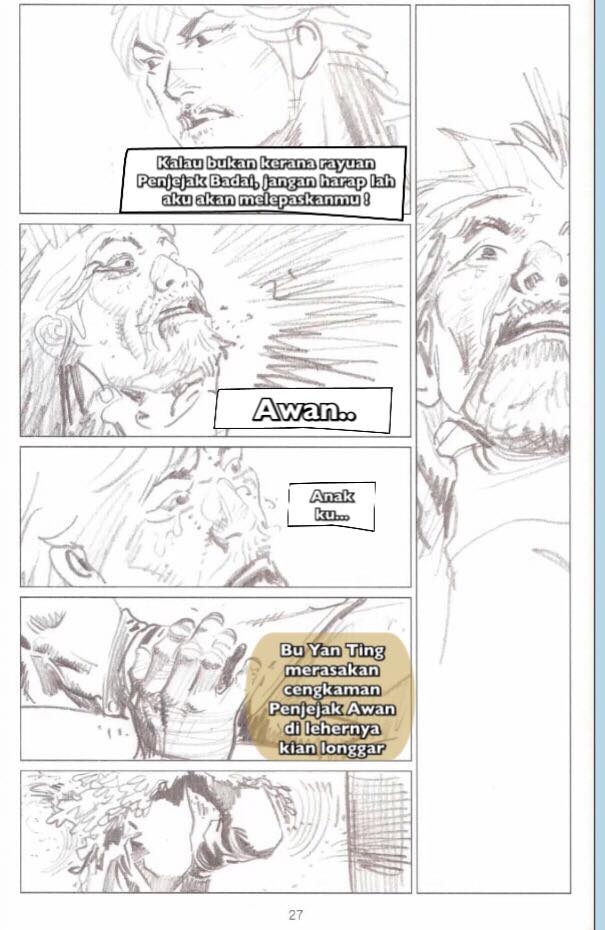 Kalau bukan kerana rayuan
Penjejak Badai, jangan harap lah
aku akan melepaskanmu !
Awan..
Anak
ku...
Bu Yan Ting
merasakan
cengkaman
Penjejak Awan
di lehernya
kian longgar
27